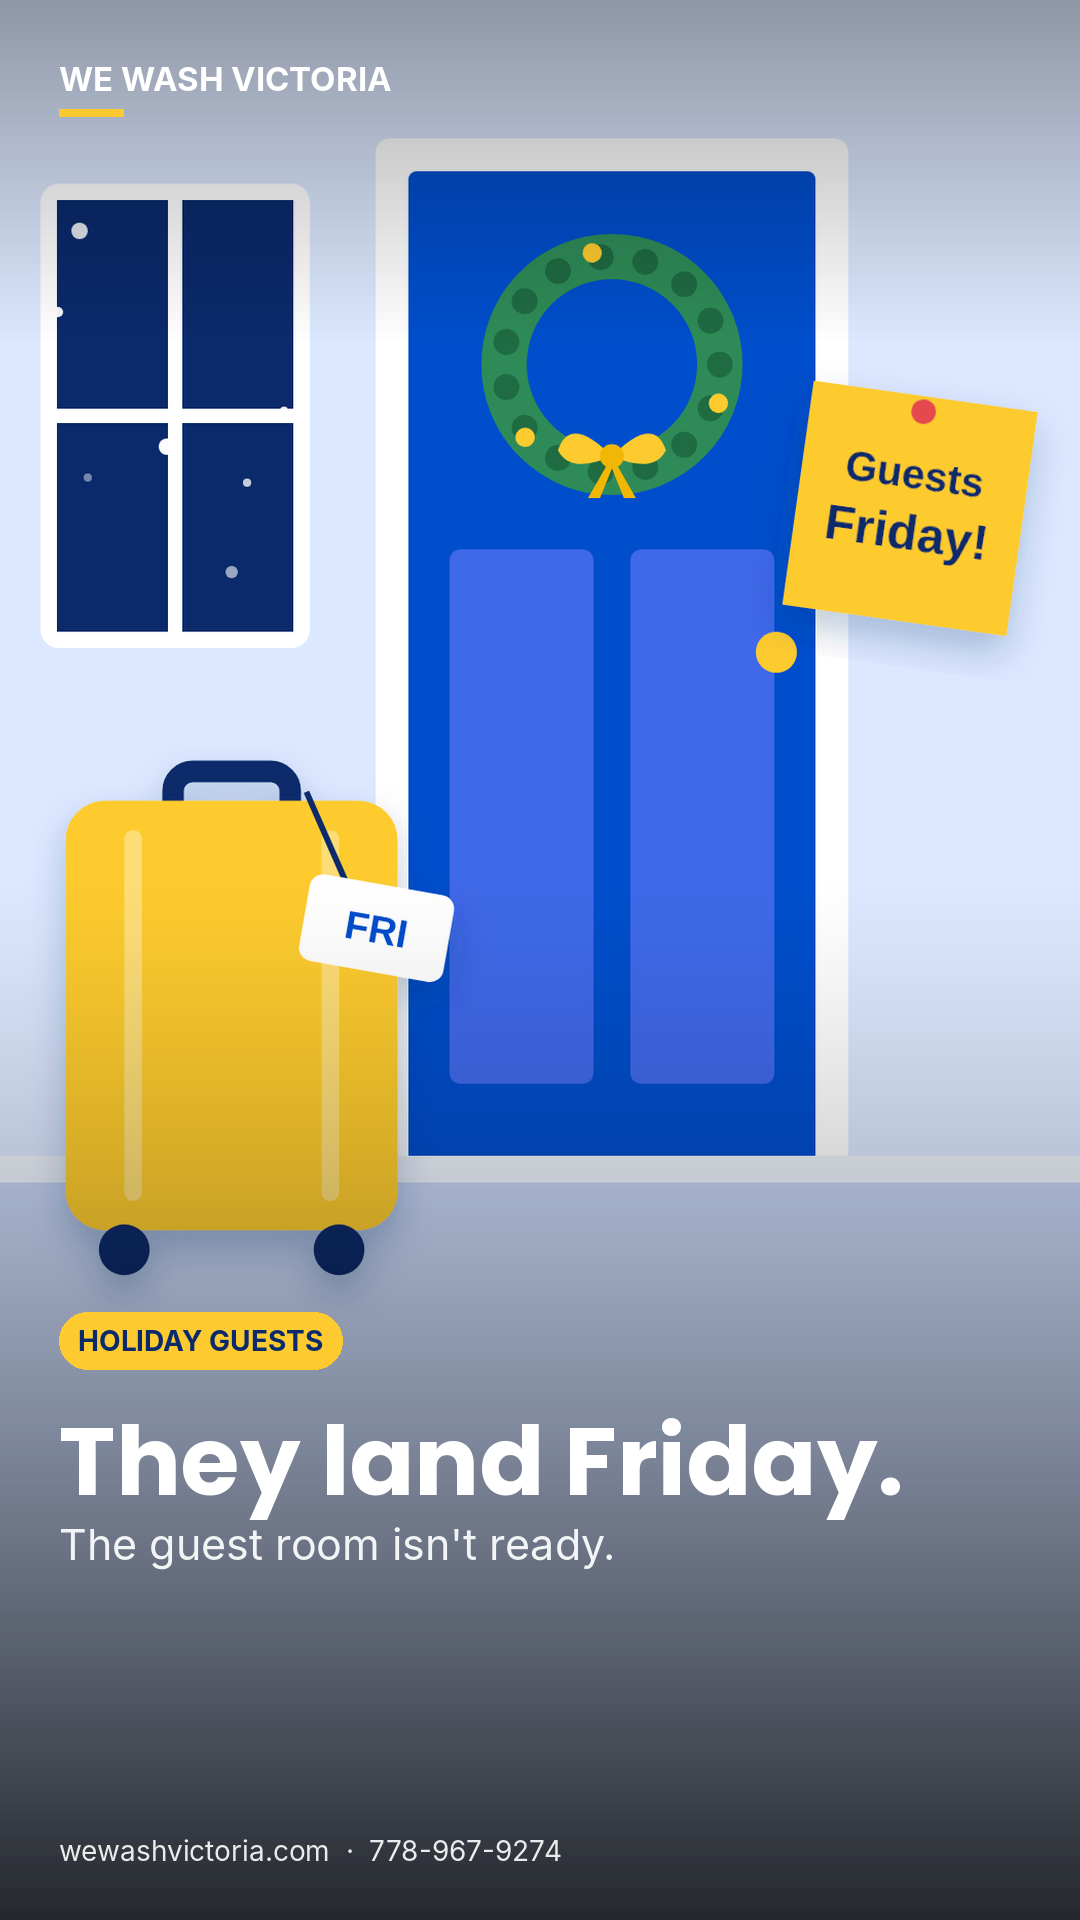 WE WASH VICTORIA
Guests
Friday!
FRI
HOLIDAY GUESTS
They land Friday.
The guest room isn't ready.
wewashvictoria.com · 778-967-9274